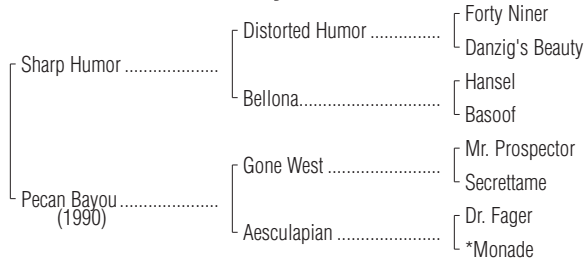 Forty Niner
Distorted Humor ..................
Danzig's Beauty
Sharp Humor ....................
Hansel
Bellona..............................
Basoof
Mr. Prospector
Gone West .....................
Secrettame
Pecan Bayou .....................
(1990)
Dr. Fager
Aesculapian ......................
*Monade